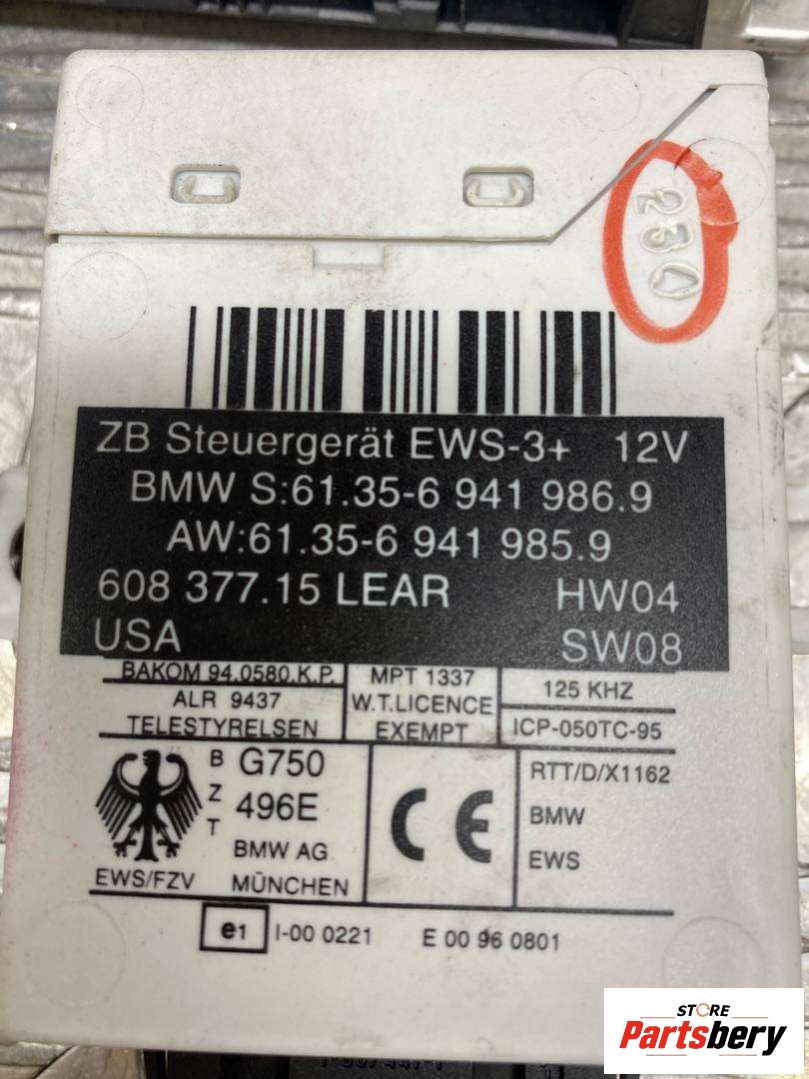 230
ZB Steuergerät EWS-3+ 12V
BMW S:61.35-6 941 986.9
AW:61.35-6 941 985.9
608 377.15 LEAR HW04
USA SW08
BAKOM 94.0580.K.P.
ALR 9437
TELESTYRELSEN
MPT 1337
W.T.LICENCE
EXEMPT
125 KHZ
ICP-050TC-95
BZT G750
496E
BMW AG
MÜNCHEN
EWS/FZV
CE
RTT/D/X1162
BMW
EWS
e1 I-00 0221 E 00 96 0801
STORE
Partsbery